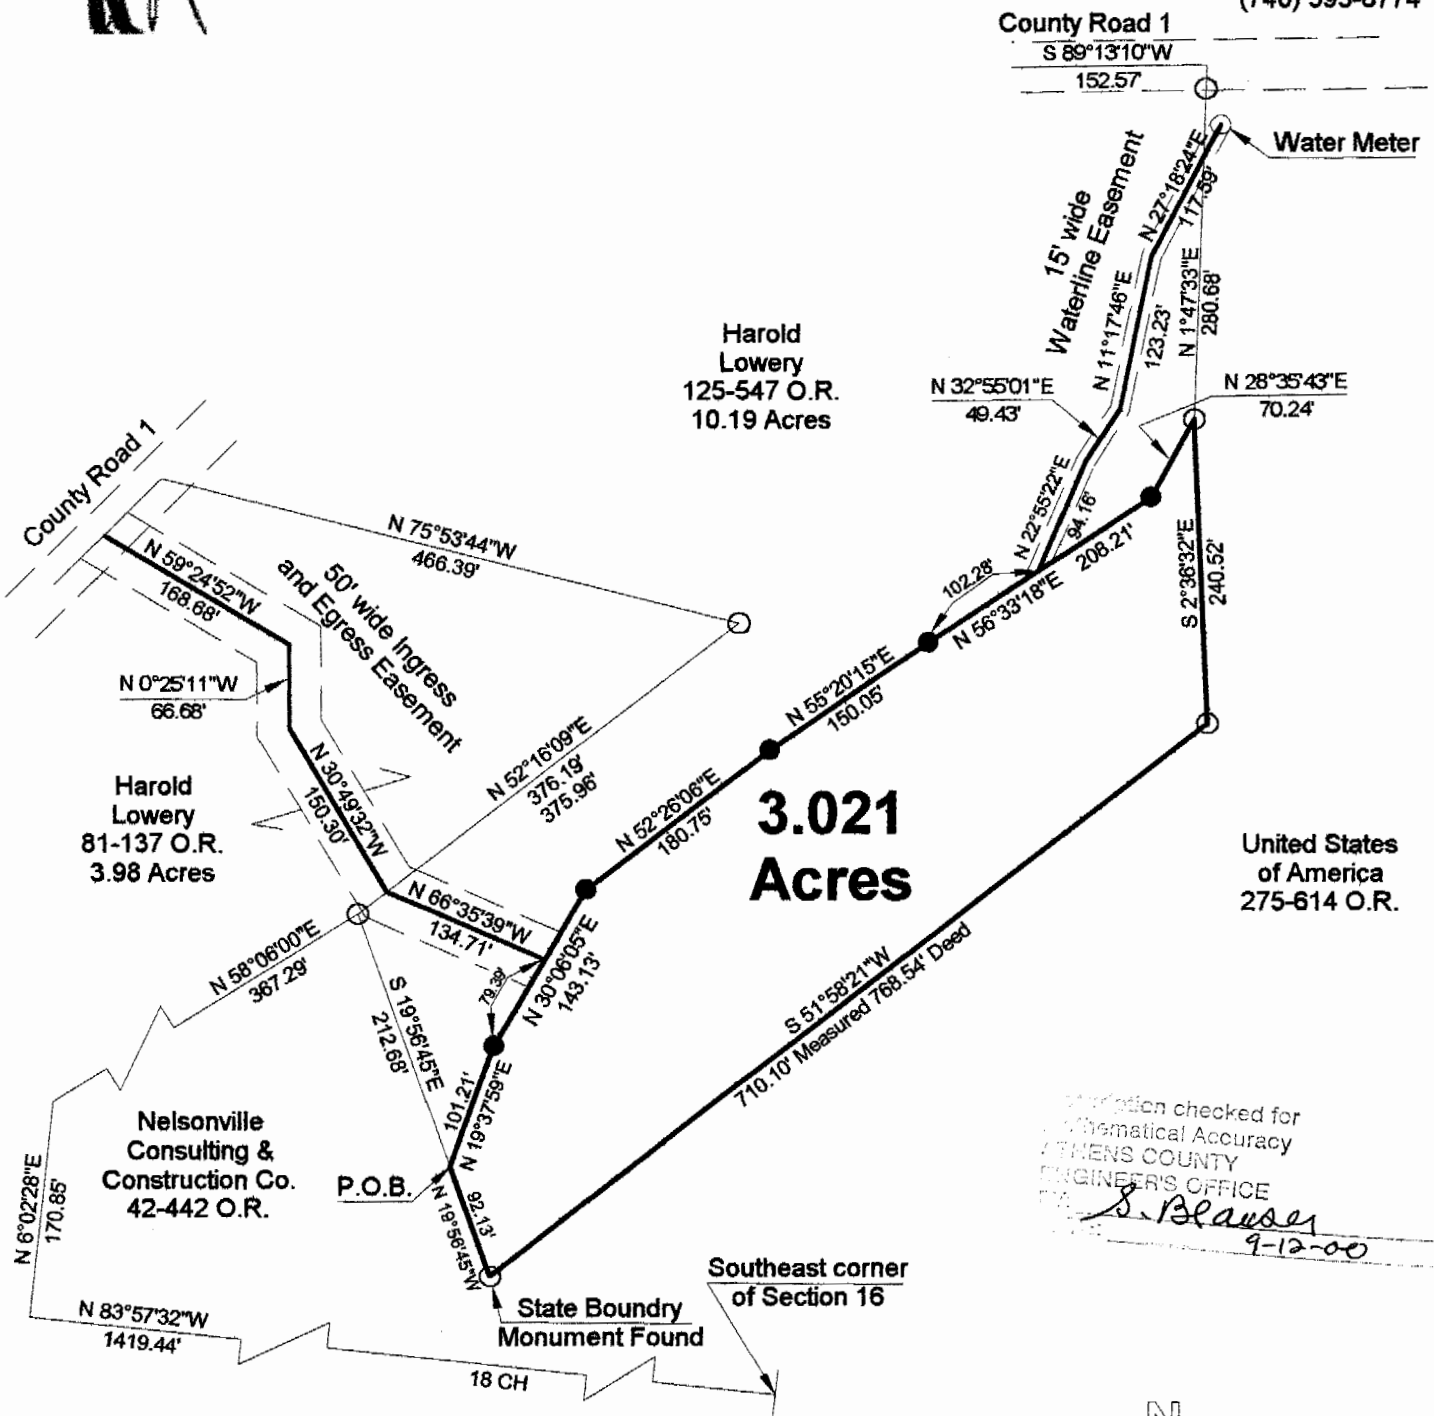 County Road 1
S 89°13'10"W
152.57'
Water Meter
N 27°18'24"E
117.59'
15' wide
Waterline Easement
N 11°17'46"E
123.23'
N 1°47'33"E
280.68'
Harold
Lowery
125-547 O.R.
10.19 Acres
N 32°55'01"E
49.43'
N 28°35'43"E
70.24'
County Road 1
N 75°53'44"W
466.39'
N 22°55'22"E
94.16'
208.21'
N 56°33'18"E
102.28'
S 2°36'32"E
240.52'
N 59°24'52"W
168.68'
50' wide Ingress
and Egress Easement
N 0°25'11"W
66.68'
N 55°20'15"E
150.05'
N 52°16'09"E
376.19'
375.96'
N 30°49'32"W
150.30'
Harold
Lowery
81-137 O.R.
3.98 Acres
N 52°26'06"E
180.75'
3.021
Acres
United States
of America
275-614 O.R.
N 66°35'39"W
134.71'
N 58°06'00"E
367.29'
79.39'
N 30°06'05"E
143.13'
S 51°58'21"W
710.10' Measured 768.54' Deed
S 19°56'45"E
212.68'
101.21'
N 19°37'59"E
Nelsonville
Consulting &
Construction Co.
42-442 O.R.
P.O.B.
N 19°56'45"W
92.13'
N 6°02'28"E
170.85'
checked for
Accuracy
COUNTY
OFFICE
S. Blauser
9-12-00
Southeast corner
of Section 16
State Boundry
Monument Found
N 83°57'32"W
1419.44'
18 CH
N